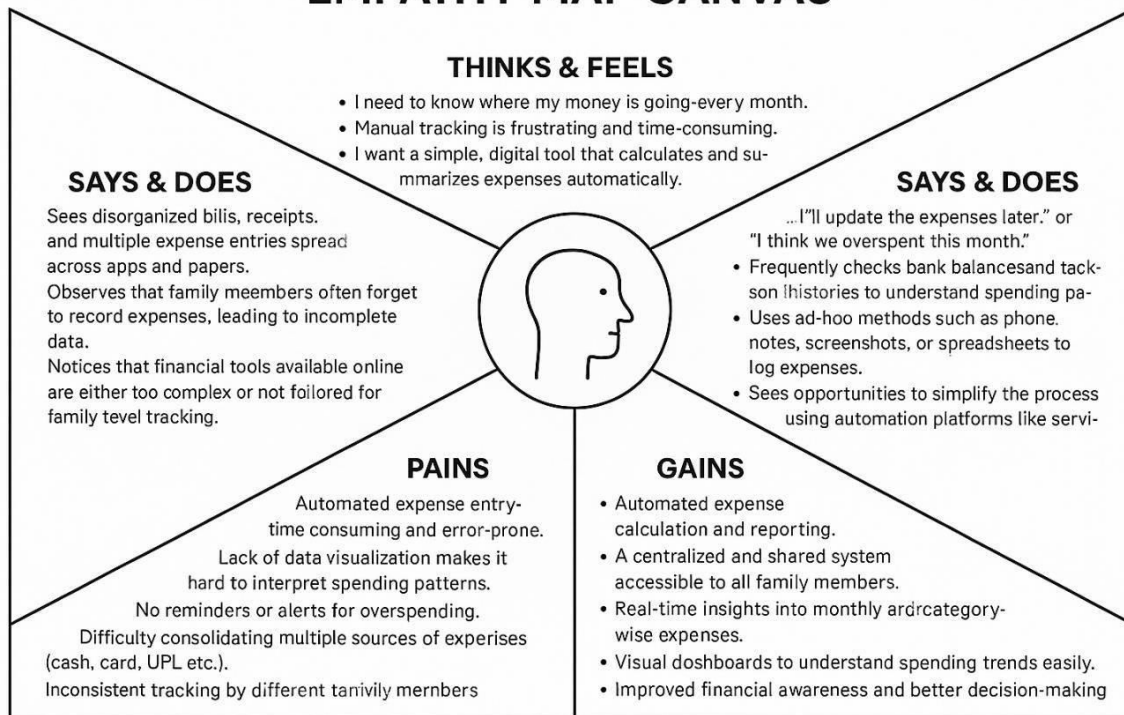 EMPATHY MAP CANVAS
THINKS & FEELS
• I need to know where my money is going-every month.
• Manual tracking is frustrating and time-consuming.
• I want a simple, digital tool that calculates and su-
mmarizes expenses automatically.
SAYS & DOES
Sees disorganized bilis, receipts.
and multiple expense entries spread
across apps and papers.
Observes that family meembers often forget
to record expenses, leading to incomplete
data.
Notices that financial tools available online
are either too complex or not foilored for
family tevel tracking.
SAYS & DOES
...I"ll update the expenses later." or
"I think we overspent this month."
• Frequently checks bank balancesand tack-
son lhistories to understand spending pa-
• Uses ad-hoo methods such as phone.
notes, screenshots, or spreadsheets to
log expenses.
• Sees opportunities to simplify the process
using automation platforms like servi-
PAINS
Automated expense entry-
time consuming and error-prone.
Lack of data visualization makes it
hard to interpret spending patterns.
No reminders or alerts for overspending.
Difficulty consolidating multiple sources of experises
(cash, card, UPL etc.).
Inconsistent tracking by different tanivily mernbers
GAINS
• Automated expense
calculation and reporting.
• A centralized and shared system
accessible to all family members.
• Real-time insights into monthly ardrcategory-
wise expenses.
• Visual doshboards to understand spending trends easily.
• Improved financial awareness and better decision-making